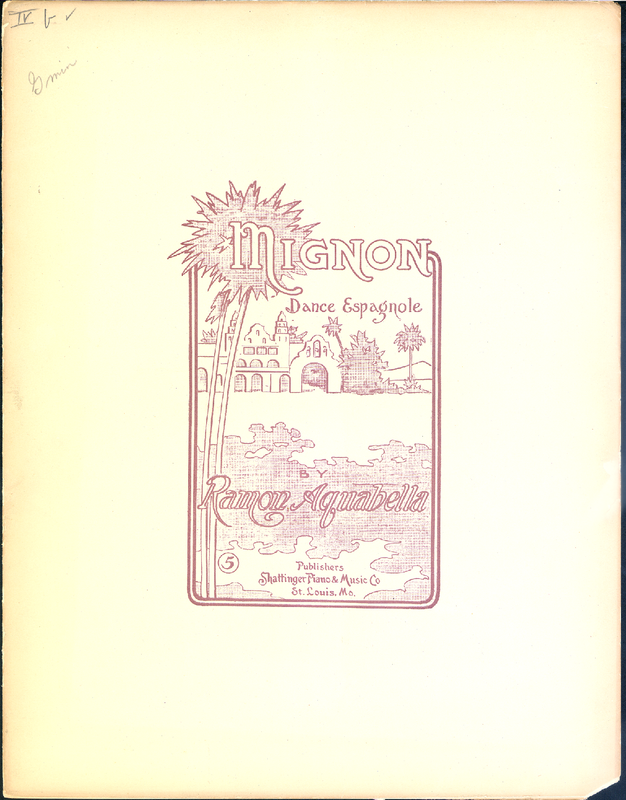 IV b ✓
G min
MIGNON
Dance Espagnole
BY
Ramon Aquabella
5
Publishers
Shattinger Piano & Music Co
St. Louis, Mo.